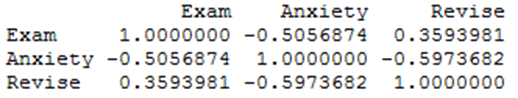 Exam Anxiety Revise
Exam 1.0000000 -0.5056874 0.3593981
Anxiety -0.5056874 1.0000000 -0.5973682
Revise 0.3593981 -0.5973682 1.0000000